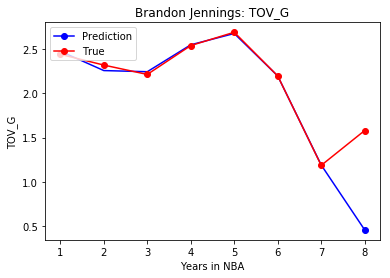 Brandon Jennings: TOV_G
Prediction
True
2.5
2.0
1.5
1.0
0.5
TOV_G
1 2 3 4 5 6 7 8
Years in NBA